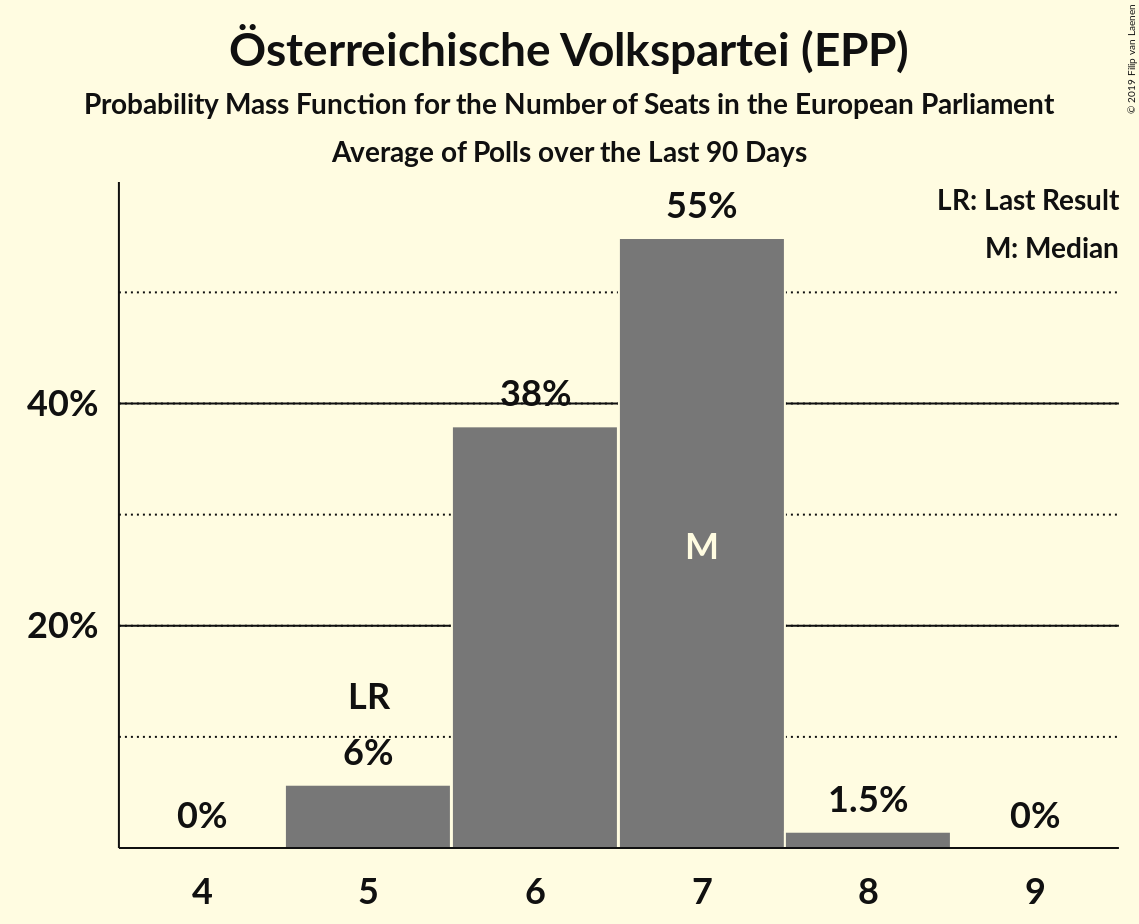 Österreichische Volkspartei (EPP)
Probability Mass Function for the Number of Seats in the European Parliament
Average of Polls over the Last 90 Days
© 2019 Filip van Laenen
LR: Last Result
M: Median
55%
40%
38%
M
20%
LR
6%
0%
1.5%
0%
4 5 6 7 8 9